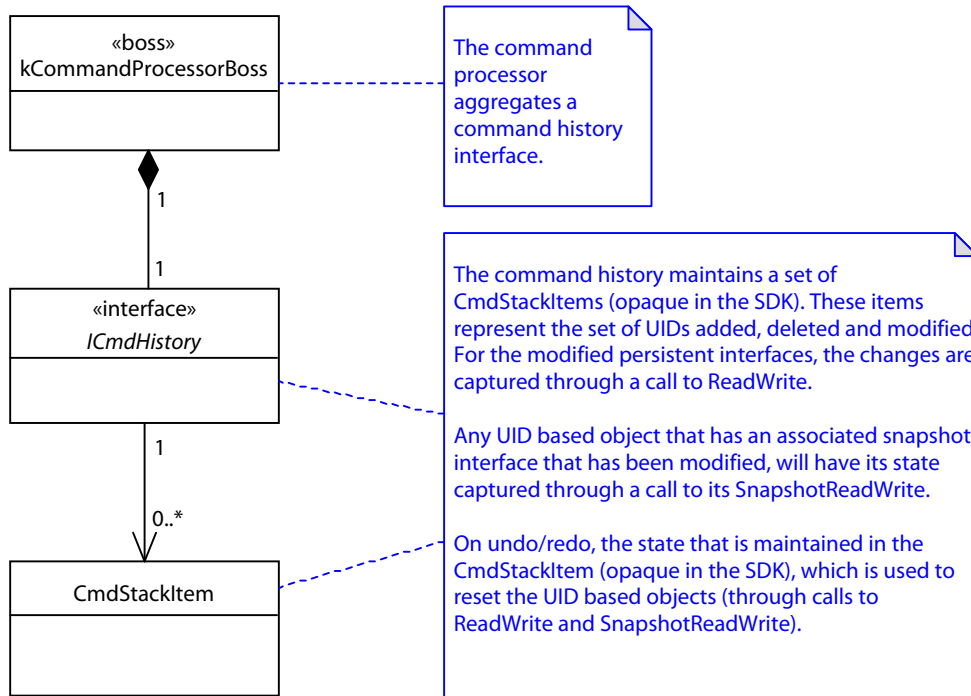 «boss»
kCommandProcessorBoss
The command
processor
aggregates a
command history
interface.
1
1
«interface»
ICmdHistory
The command history maintains a set of
CmdStackItems (opaque in the SDK). These items
represent the set of UIDs added, deleted and modified
For the modified persistent interfaces, the changes are
captured through a call to ReadWrite.
Any UID based object that has an associated snapshot
interface that has been modified, will have its state
captured through a call to its SnapshotReadWrite.
On undo/redo, the state that is maintained in the
CmdStackItem (opaque in the SDK), which is used to
reset the UID based objects (through calls to
ReadWrite and SnapshotReadWrite).
1
0..*
CmdStackItem